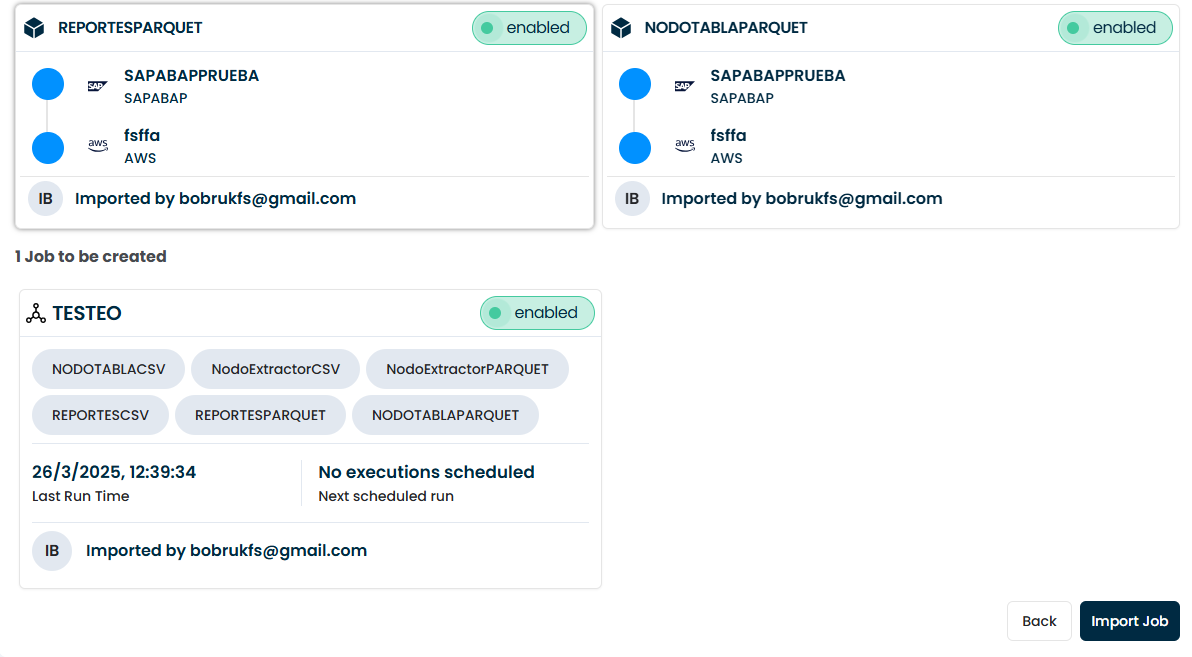 REPORTESPARQUET enabled
SAP SAPABAPPRUEBA
SAPABAP
aws fsffa
AWS
IB Imported by bobrukfs@gmail.com
NODOTABLAPARQUET enabled
SAP SAPABAPPRUEBA
SAPABAP
aws fsffa
AWS
IB Imported by bobrukfs@gmail.com
1 Job to be created
TESTEO enabled
NODOTABLACSV NodoExtractorCSV NodoExtractorPARQUET
REPORTESCSV REPORTESPARQUET NODOTABLAPARQUET
26/3/2025, 12:39:34
Last Run Time
No executions scheduled
Next scheduled run
IB Imported by bobrukfs@gmail.com
Back Import Job